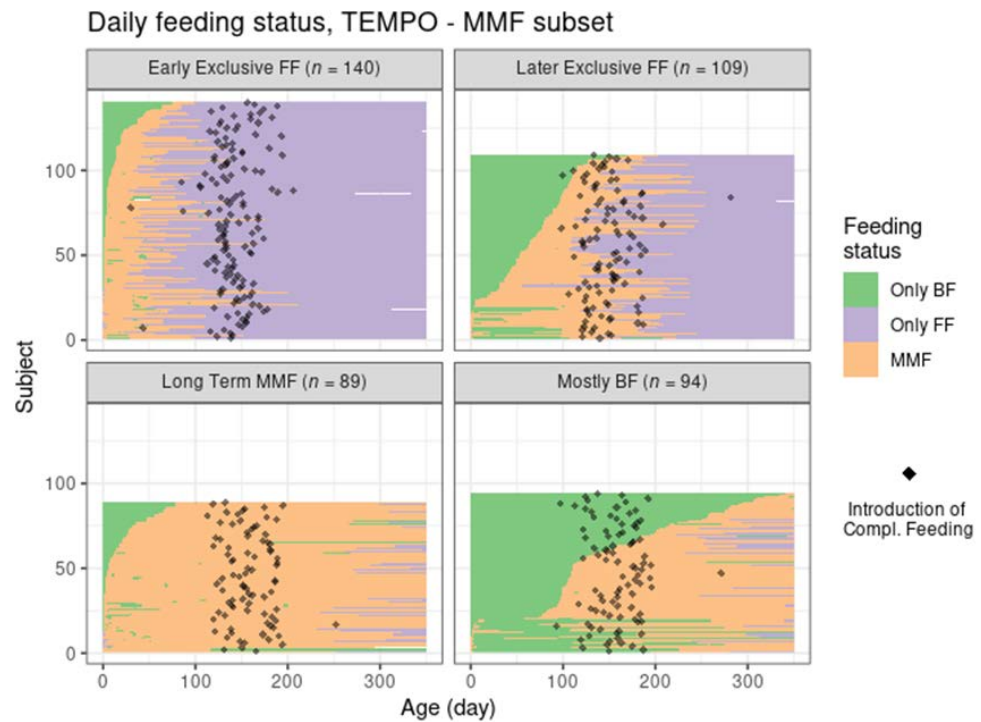 Daily feeding status, TEMPO - MMF subset
Early Exclusive FF (n = 140)
Later Exclusive FF (n = 109)
100
50
0
Long Term MMF (n = 89)
Mostly BF (n = 94)
100
50
0
0
100
200
300
0
100
200
300
Subject
Age (day)
Feeding
status
Only BF
Only FF
MMF
Introduction of
Compl. Feeding